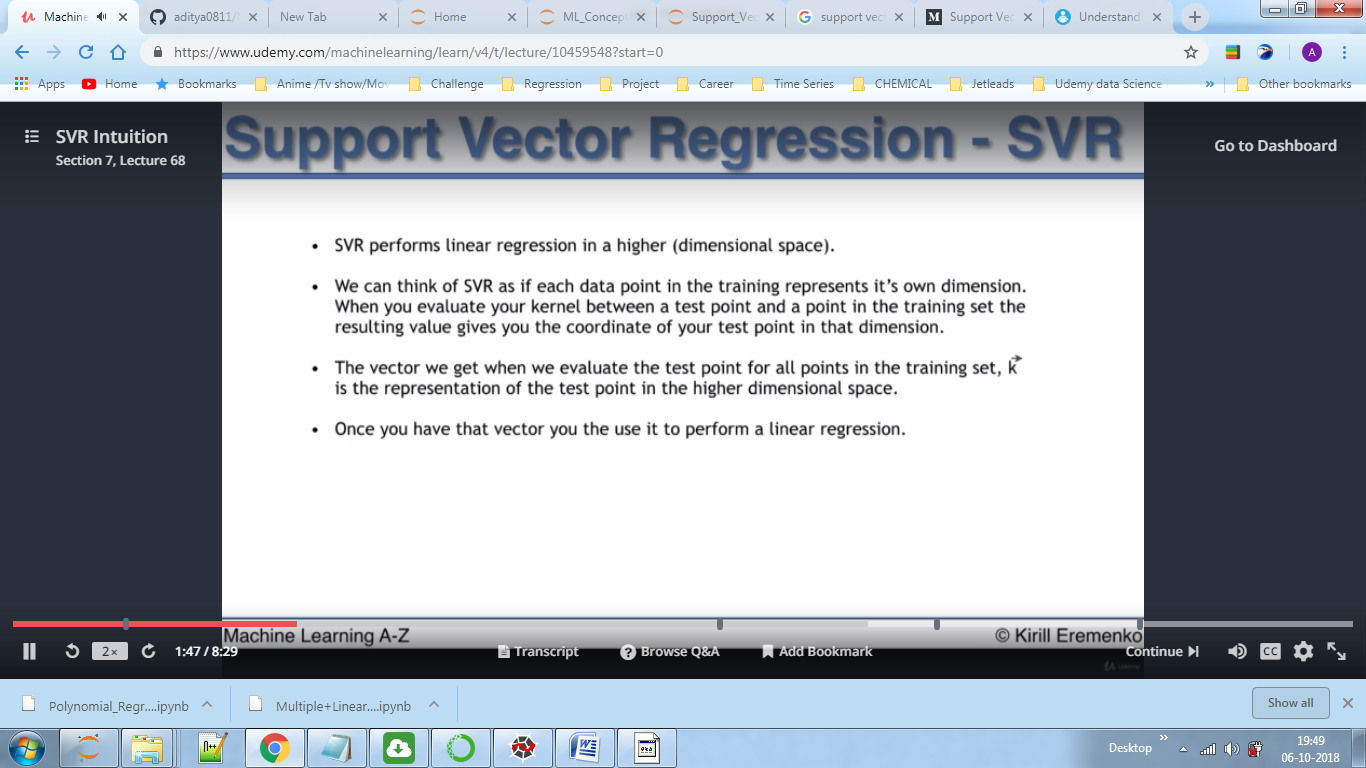 Machine
aditya0811/
New Tab
Home
ML_Concep
Support_Ve
support vec
Support Vec
Understand
https://www.udemy.com/machinelearning/learn/v4/t/lecture/10459548?start=0
A
Apps
Home
Bookmarks
Anime /Tv show/Mov
Challenge
Regression
Project
Career
Time Series
CHEMICAL
Jetleads
Udemy data Science
»
Other bookmarks
SVR Intuition
Section 7, Lecture 68
Support Vector Regression - SVR
Go to Dashboard
• SVR performs linear regression in a higher (dimensional space).
• We can think of SVR as if each data point in the training represents it's own dimension.
When you evaluate your kernel between a test point and a point in the training set the
resulting value gives you the coordinate of your test point in that dimension.
• The vector we get when we evaluate the test point for all points in the training set, k⃗
is the representation of the test point in the higher dimensional space.
• Once you have that vector you the use it to perform a linear regression.
Machine Learning A-Z
© Kirill Eremenko
2×
1:47 / 8:29
Transcript
Browse Q&A
Add Bookmark
Continue
CC
Udemy
Polynomial_Regr....ipynb
Multiple+Linear....ipynb
Show all
Desktop
»
19:49
06-10-2018